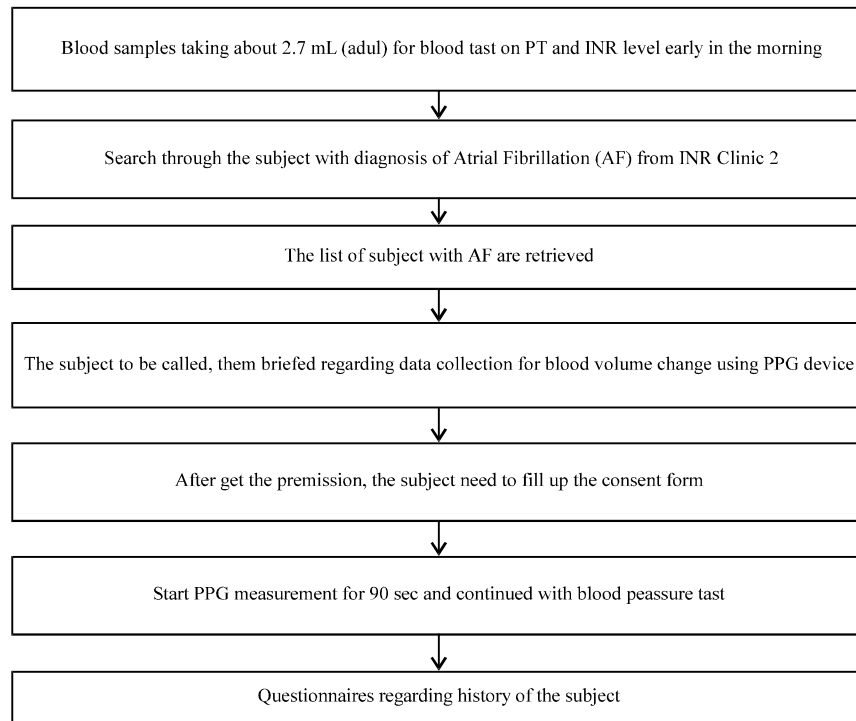 Blood samples taking about 2.7 mL (adul) for blood tast on PT and INR level early in the morning
Search through the subject with diagnosis of Atrial Fibrillation (AF) from INR Clinic 2
The list of subject with AF are retrieved
The subject to be called, them briefed regarding data collection for blood volume change using PPG device
After get the premission, the subject need to fill up the consent form
Start PPG measurement for 90 sec and continued with blood peassure tast
Questionnaires regarding history of the subject